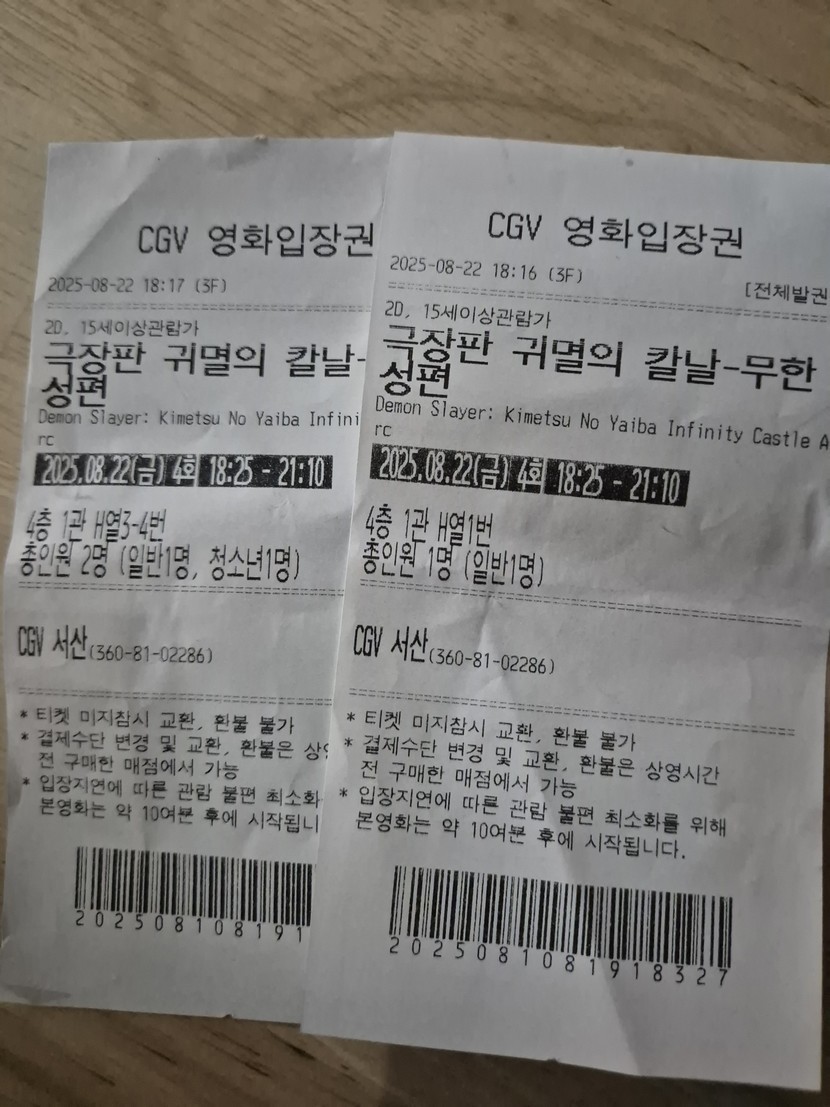 CGV 영화입장권
2025-08-22 18:17 (3F)
2D, 15세이상관람가
극장판 귀멸의 칼날-
성편
Demon Slayer: Kimetsu No Yaiba Infini
rc
2025.08.22(금) 4회 18:25 - 21:10
4층 1관 H열3-4번
총인원 2명 (일반1명, 청소년1명)
CGV 서산(360-81-02286)
* 티켓 미지참시 교환, 환불 불가
* 결제수단 변경 및 교환, 환불은 상영
전 구매한 매점에서 가능
* 입장지연에 따른 관람 불편 최소화
본영화는 약 10여분 후에 시작됩니
202508108191
CGV 영화입장권
2025-08-22 18:16 (3F)
[전체발권
2D, 15세이상관람가
극장판 귀멸의 칼날-무한
성편
Demon Slayer: Kimetsu No Yaiba Infinity Castle A
rc
2025.08.22(금) 4회 18:25 - 21:10
4층 1관 H열1번
총인원 1명 (일반1명)
CGV 서산(360-81-02286)
* 티켓 미지참시 교환, 환불 불가
* 결제수단 변경 및 교환, 환불은 상영시간
전 구매한 매점에서 가능
* 입장지연에 따른 관람 불편 최소화를 위해
본영화는 약 10여분 후에 시작됩니다.
2025081081918327